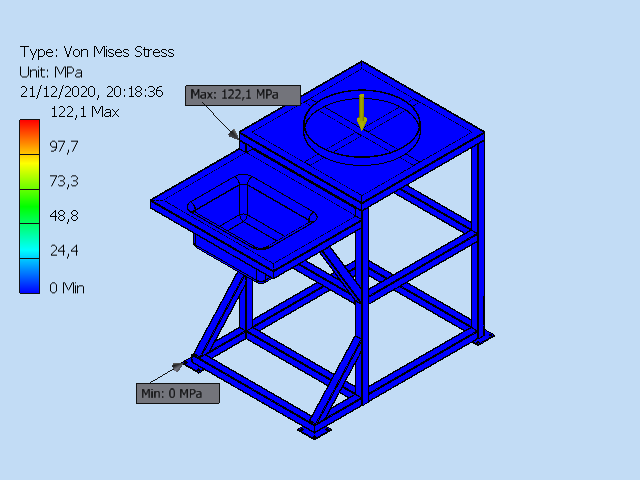 Type: Von Mises Stress
Unit: MPa
21/12/2020, 20:18:36
122,1 Max
97,7
73,3
48,8
24,4
0 Min
Max: 122,1 MPa
Min: 0 MPa